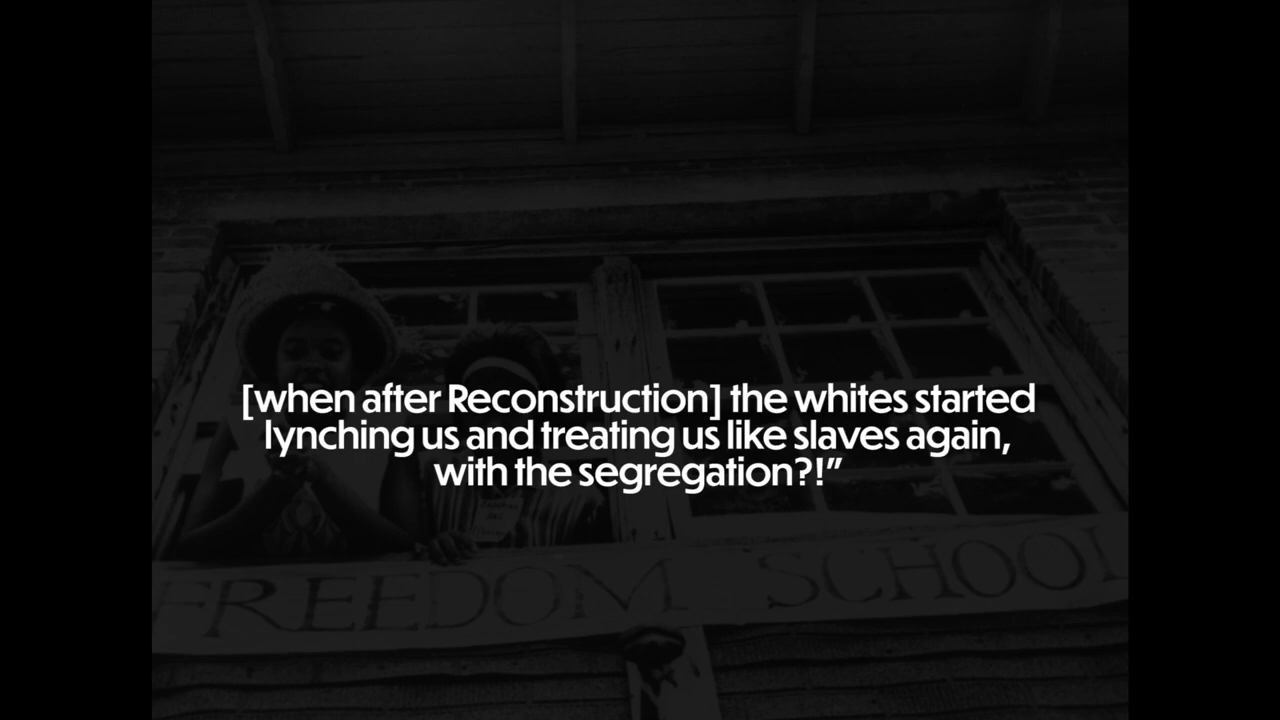 [when after Reconstruction] the whites started
lynching us and treating us like slaves again,
with the segregation?!”
FREEDOM SCHOOL